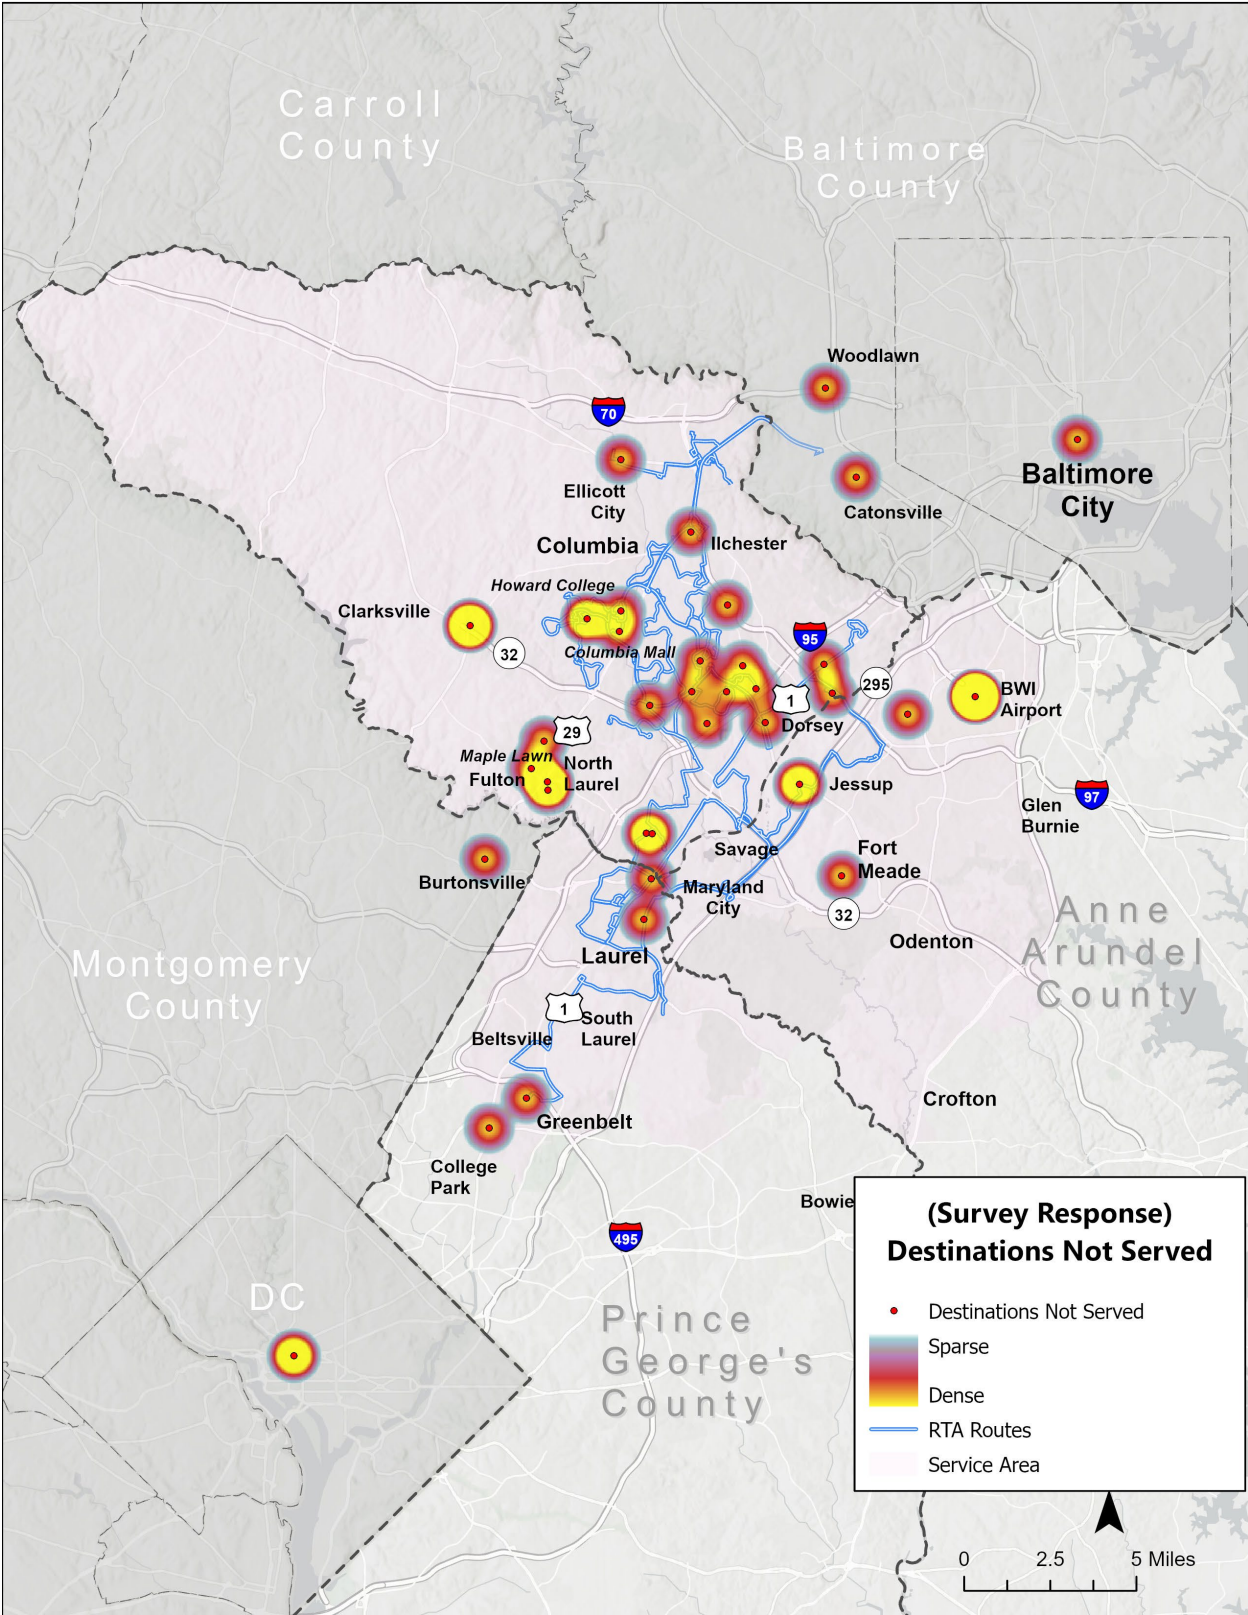 Carroll
County
Baltimore
County
Woodlawn
70
Baltimore
City
Ellicott
City
Catonsville
Columbia
Ilchester
Howard College
Clarksville
95
32
Columbia Mall
295
BWI
Airport
1
Dorsey
29
Maple Lawn
North
Laurel
Fulton
Jessup
97
Glen
Burnie
Savage
Fort
Meade
Burtonsville
Maryland
City
32
Anne
Arundel
County
Odenton
Laurel
Montgomery
County
1
South
Laurel
Beltsville
Crofton
Greenbelt
College
Park
Bowie
495
DC
Prince
George's
County
(Survey Response)
Destinations Not Served
Destinations Not Served
Sparse
Dense
RTA Routes
Service Area
0 2.5 5 Miles